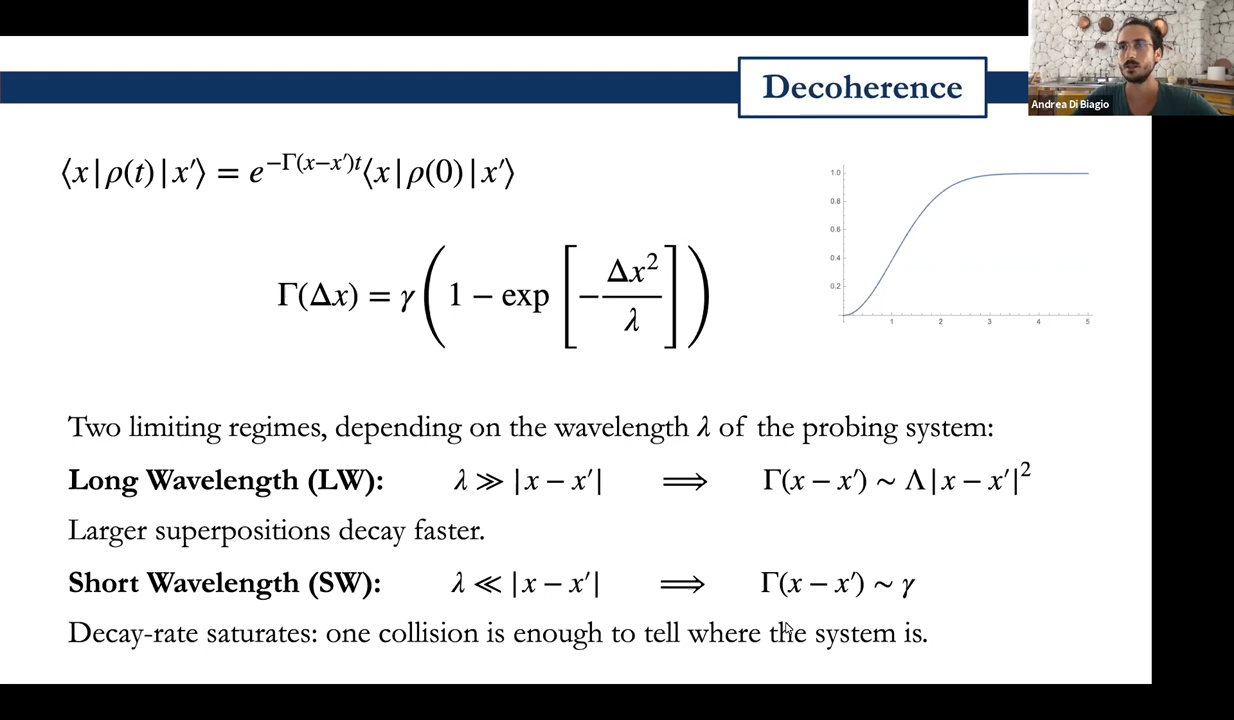 Decoherence
Andrea Di Biagio
⟨x|ρ(t)|x′⟩ = e^{−Γ(x−x′)t}⟨x|ρ(0)|x′⟩
Γ(Δx) = γ(1 − exp[−Δx²/λ])
1.0
0.8
0.6
0.4
0.2
1 2 3 4 5
Two limiting regimes, depending on the wavelength λ of the probing system:
Long Wavelength (LW): λ ≫ |x − x′| ⟹ Γ(x − x′) ~ Λ|x − x′|²
Larger superpositions decay faster.
Short Wavelength (SW): λ ≪ |x − x′| ⟹ Γ(x − x′) ~ γ
Decay-rate saturates: one collision is enough to tell where the system is.